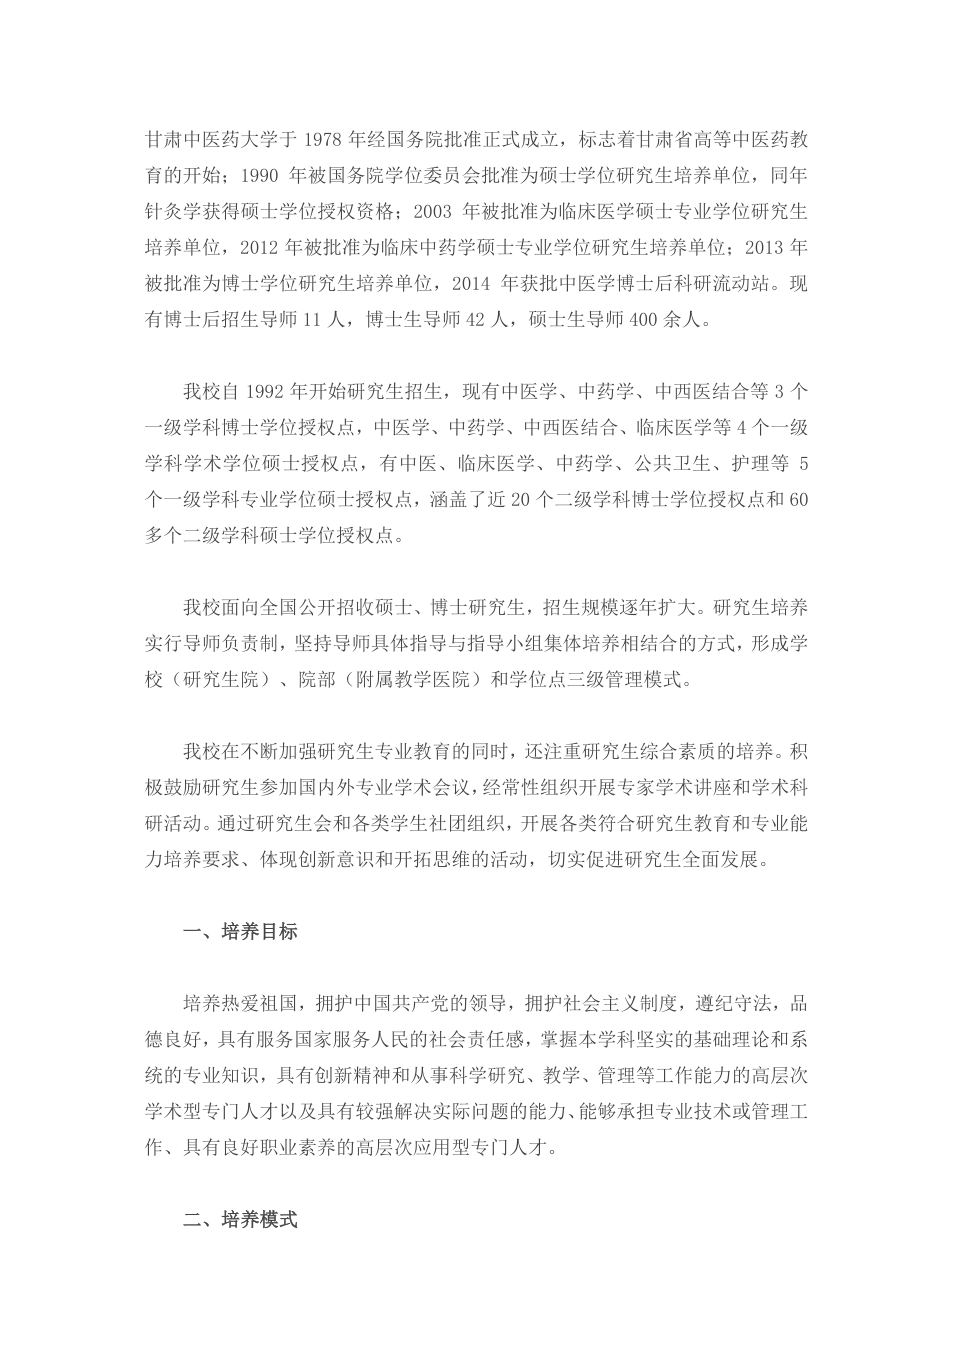 甘肃中医药大学于 1978 年经国务院批准正式成立，标志着甘肃省高等中医药教
育的开始；1990 年被国务院学位委员会批准为硕士学位研究生培养单位，同年
针灸学获得硕士学位授权资格；2003 年被批准为临床医学硕士专业学位研究生
培养单位，2012 年被批准为临床中药学硕士专业学位研究生培养单位；2013 年
被批准为博士学位研究生培养单位，2014 年获批中医学博士后科研流动站。现
有博士后招生导师 11 人，博士生导师 42 人，硕士生导师 400 余人。
我校自 1992 年开始研究生招生，现有中医学、中药学、中西医结合等 3 个
一级学科博士学位授权点，中医学、中药学、中西医结合、临床医学等 4 个一级
学科学术学位硕士授权点，有中医、临床医学、中药学、公共卫生、护理等 5
个一级学科专业学位硕士授权点，涵盖了近 20 个二级学科博士学位授权点和 60
多个二级学科硕士学位授权点。
我校面向全国公开招收硕士、博士研究生，招生规模逐年扩大。研究生培养
实行导师负责制，坚持导师具体指导与指导小组集体培养相结合的方式，形成学
校（研究生院）、院部（附属教学医院）和学位点三级管理模式。
我校在不断加强研究生专业教育的同时，还注重研究生综合素质的培养。积
极鼓励研究生参加国内外专业学术会议，经常性组织开展专家学术讲座和学术科
研活动。通过研究生会和各类学生社团组织，开展各类符合研究生教育和专业能
力培养要求、体现创新意识和开拓思维的活动，切实促进研究生全面发展。
一、培养目标
培养热爱祖国，拥护中国共产党的领导，拥护社会主义制度，遵纪守法，品
德良好，具有服务国家服务人民的社会责任感，掌握本学科坚实的基础理论和系
统的专业知识，具有创新精神和从事科学研究、教学、管理等工作能力的高层次
学术型专门人才以及具有较强解决实际问题的能力、能够承担专业技术或管理工
作、具有良好职业素养的高层次应用型专门人才。
二、培养模式